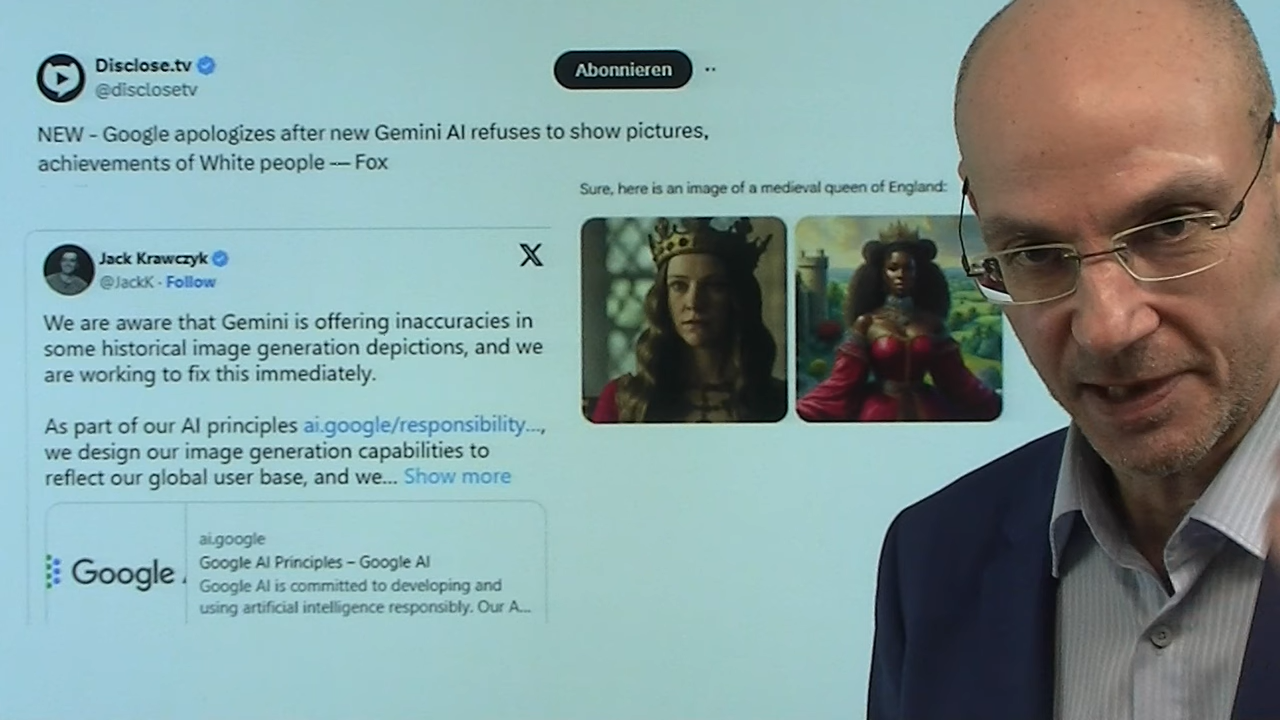 Disclose.tv
@disclosetv
Abonnieren
NEW - Google apologizes after new Gemini AI refuses to show pictures,
achievements of White people –– Fox
Sure, here is an image of a medieval queen of England:
Jack Krawczyk
@JackK · Follow
X
We are aware that Gemini is offering inaccuracies in
some historical image generation depictions, and we
are working to fix this immediately.
As part of our AI principles ai.google/responsibility...,
we design our image generation capabilities to
reflect our global user base, and we... Show more
Google
ai.google
Google AI Principles – Google AI
Google AI is committed to developing and
using artificial intelligence responsibly. Our A...